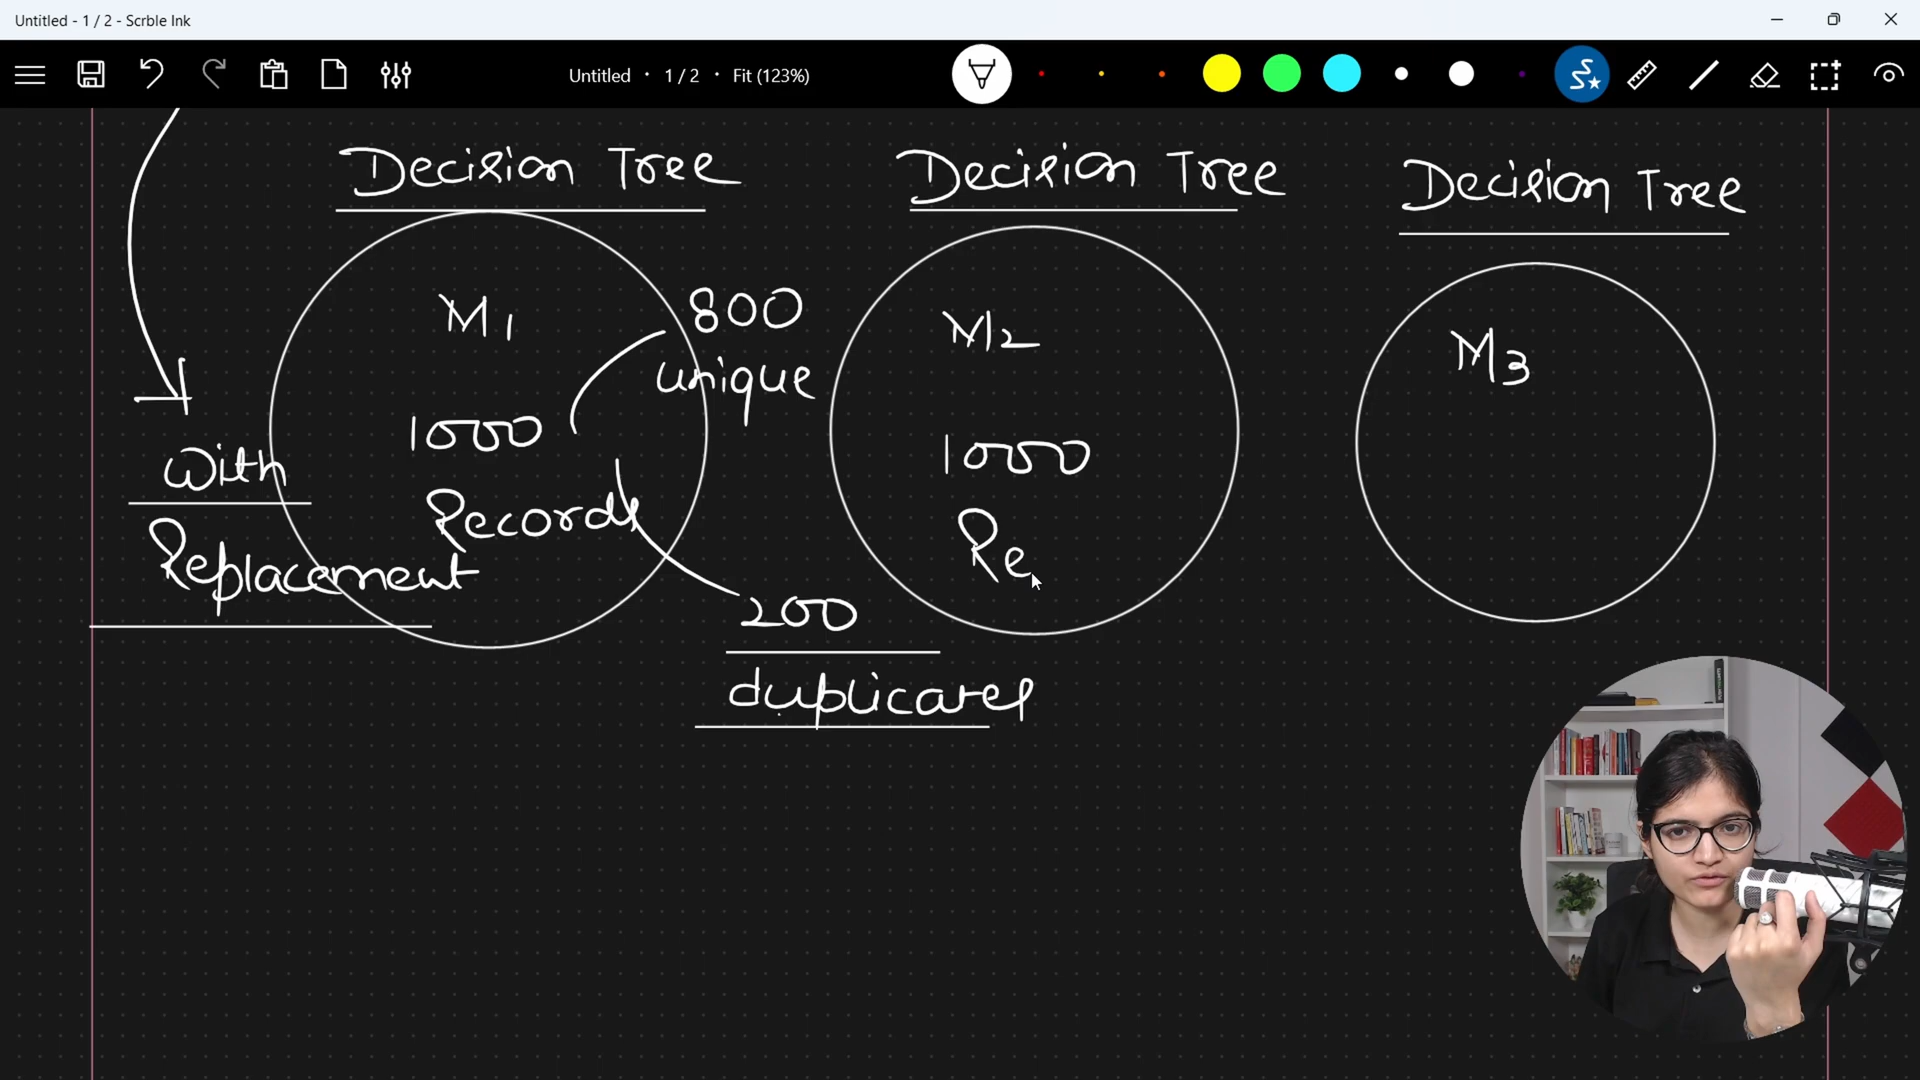 Untitled - 1 / 2 - Scrble Ink
Untitled • 1 / 2 • Fit (123%)
Decision Tree
Decision Tree
Decision Tree
M1
800
unique
1000
Records
With
Replacement
200
duplicates
M2
1000
Re
M3